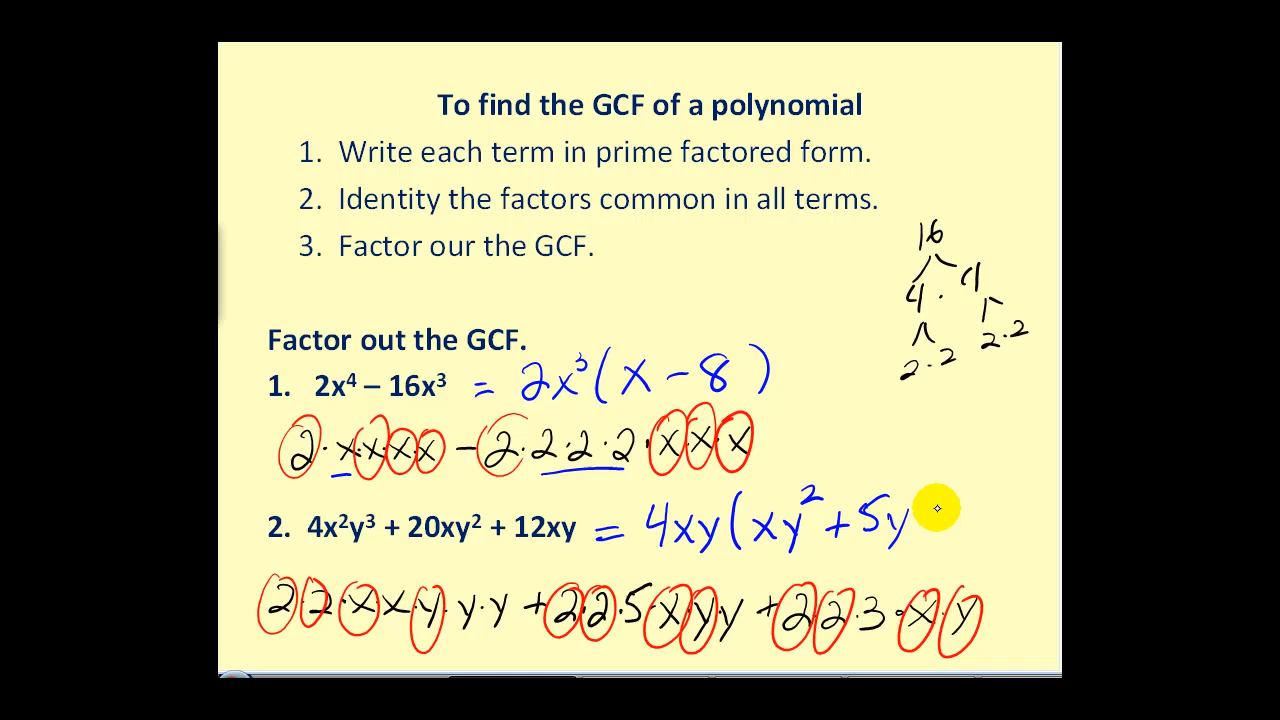 To find the GCF of a polynomial
1. Write each term in prime factored form.
2. Identity the factors common in all terms.
3. Factor our the GCF.
16
4 · 4
2 · 2
2 · 2
Factor out the GCF.
1. 2x⁴ – 16x³ = 2x³(x – 8)
2 · x · x · x · x – 2 · 2 · 2 · 2 · x · x · x
2. 4x²y³ + 20xy² + 12xy = 4xy(xy² + 5y
2 · 2 · x x · y · y · y + 2 · 2 · 5 · x · y · y + 2 · 2 · 3 · x · y